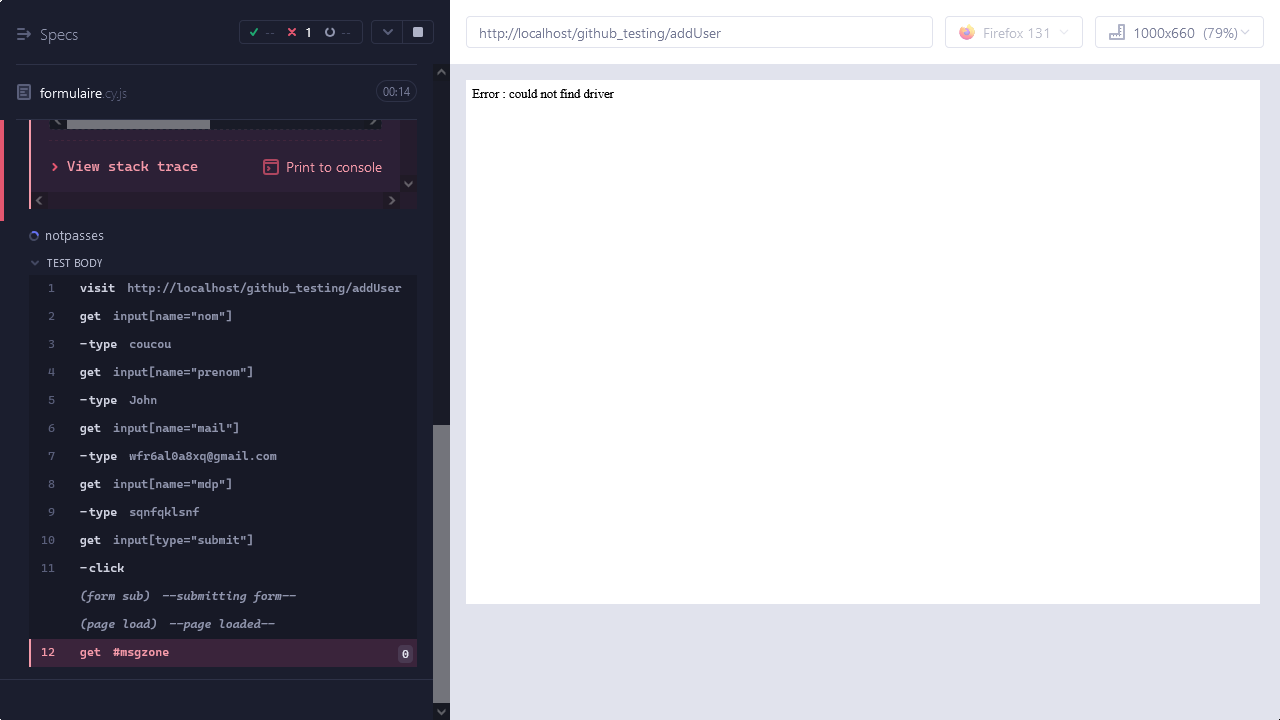 Specs
-- 1 --
formulaire.cy.js
00:14
View stack trace
Print to console
notpasses
TEST BODY
1 visit http://localhost/github_testing/addUser
2 get input[name="nom"]
3 -type coucou
4 get input[name="prenom"]
5 -type John
6 get input[name="mail"]
7 -type wfr6al0a8xq@gmail.com
8 get input[name="mdp"]
9 -type sqnfqklsnf
10 get input[type="submit"]
11 -click
(form sub) --submitting form--
(page load) --page loaded--
12 get #msgzone 0
http://localhost/github_testing/addUser
Firefox 131
1000x660 (79%)
Error : could not find driver